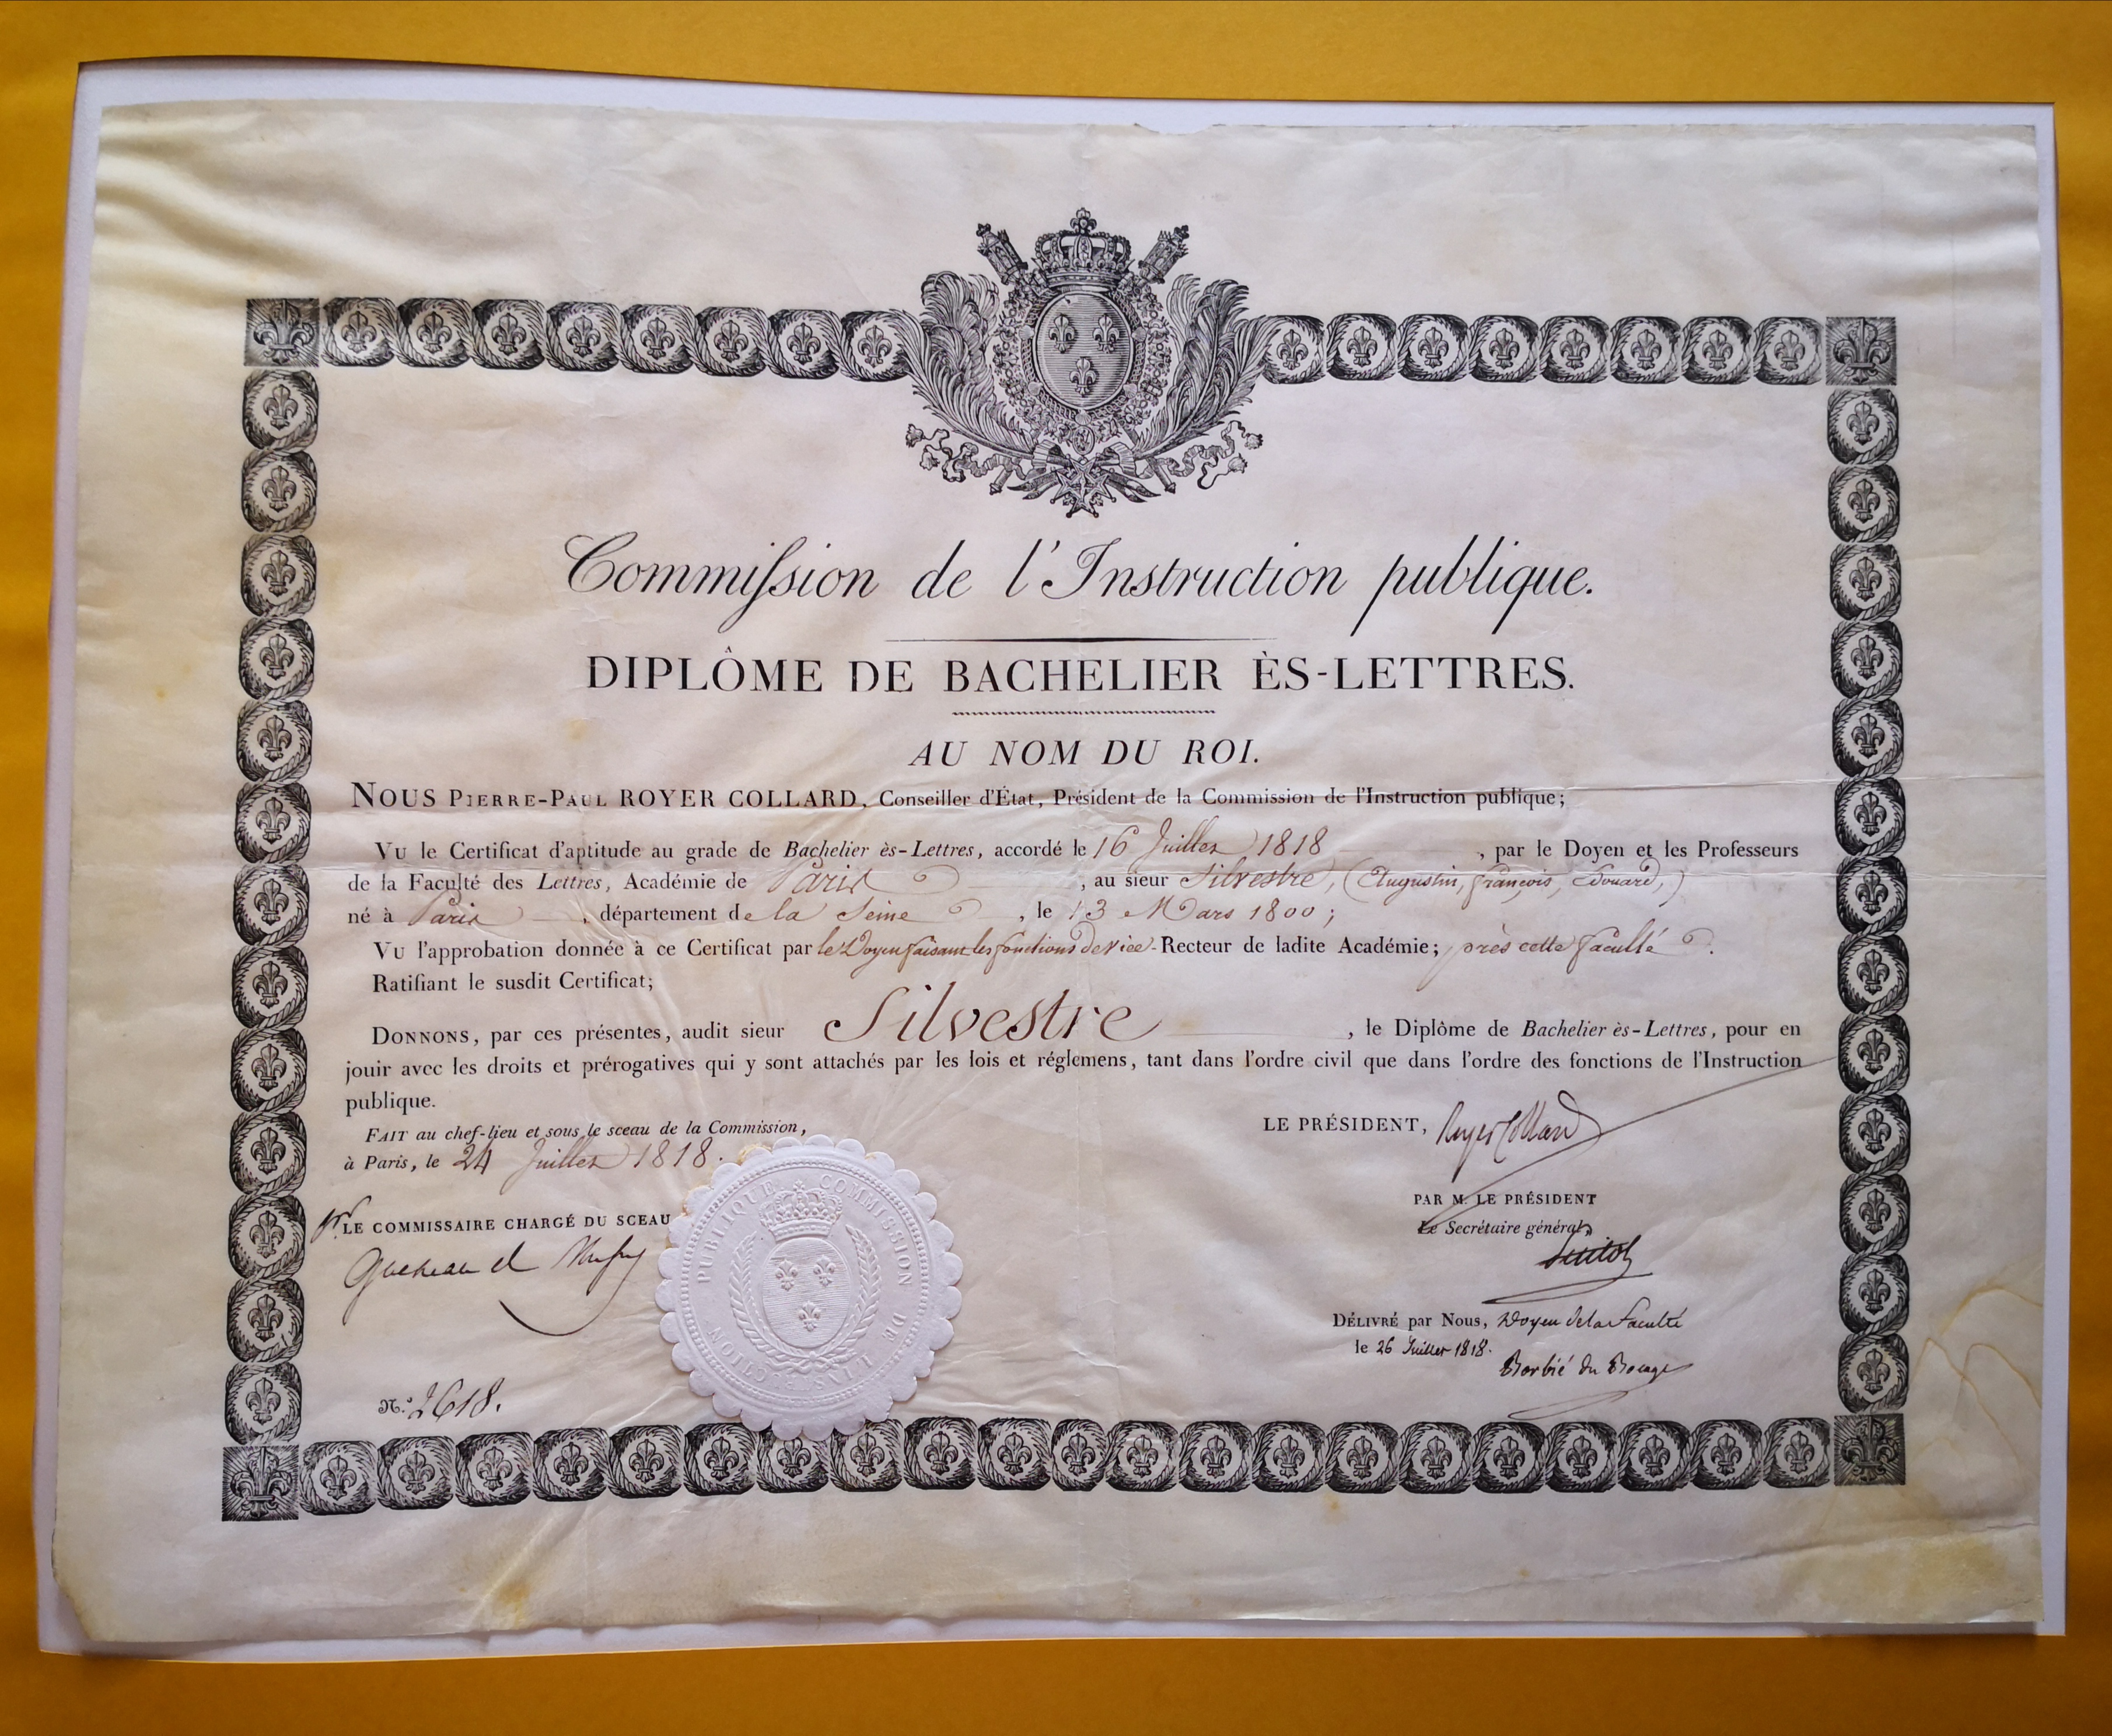 Commission de l'Instruction publique.
DIPLÔME DE BACHELIER ÈS-LETTRES.
AU NOM DU ROI.
NOUS PIERRE-PAUL ROYER COLLARD, Conseiller d'État, Président de la Commission de l'Instruction publique;
VU le Certificat d'aptitude au grade de Bachelier ès-Lettres, accordé le 16 Juillet 1818, par le Doyen et les Professeurs
de la Faculté des Lettres, Académie de Paris, au sieur Silvestre, (Augustin, françois, Edouard,)
né à Paris, département de la Seine, le 13 Mars 1800;
VU l'approbation donnée à ce Certificat par le Doyen faisant les fonctions de vice-Recteur de ladite Académie; près cette faculté.
Ratifiant le susdit Certificat;
DONNONS, par ces présentes, audit sieur Silvestre, le Diplôme de Bachelier ès-Lettres, pour en
jouir avec les droits et prérogatives qui y sont attachés par les lois et réglemens, tant dans l'ordre civil que dans l'ordre des fonctions de l'Instruction
publique.
FAIT au chef-lieu et sous le sceau de la Commission,
à Paris, le 24 Juillet 1818.
LE PRÉSIDENT, Royer Collard
pr. LE COMMISSAIRE CHARGÉ DU SCEAU
PAR M. LE PRÉSIDENT
Le Secrétaire général,
COMMISSION DE L'INSTRUCTION PUBLIQUE
DÉLIVRÉ par Nous, Doyen de la Faculté
le 26 Juillet 1818.
Barbié du Bocage
N.° 2618.